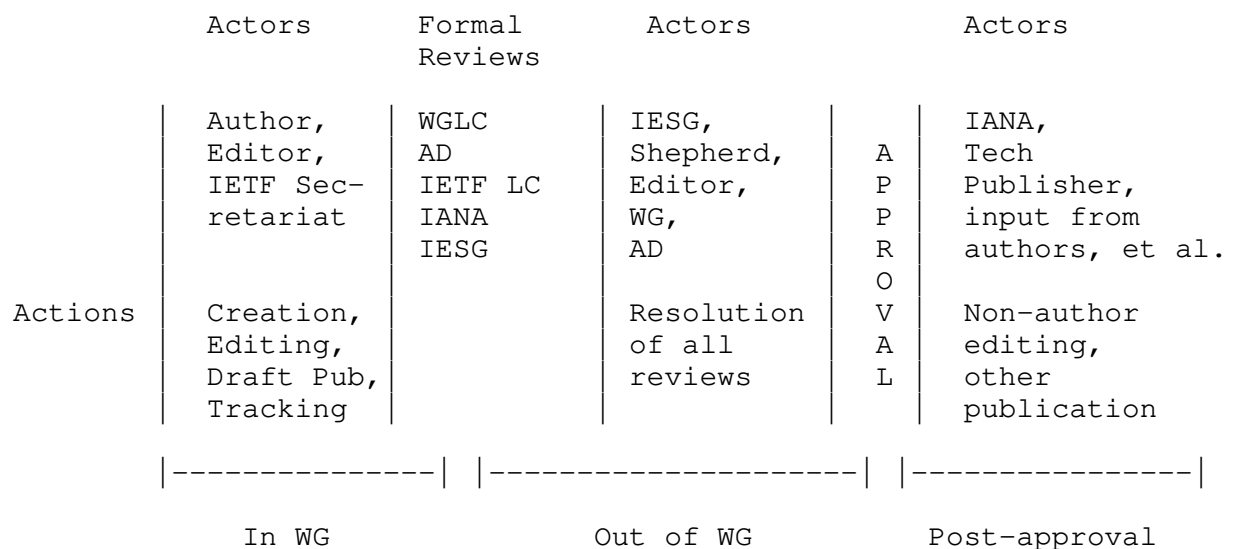 Actors Formal Actors Actors
Reviews
| Author, | WGLC | IESG, | | IANA,
| Editor, | AD | Shepherd, | A | Tech
| IETF Sec- | IETF LC | Editor, | P | Publisher,
| retariat | IANA | WG, | P | input from
| | IESG | AD | R | authors, et al.
| | | | O |
Actions | Creation, | | Resolution | V | Non-author
| Editing, | | of all | A | editing,
| Draft Pub, | | reviews | L | other
| Tracking | | | | publication
|---------------| |---------------------| |----------------|
In WG Out of WG Post-approval